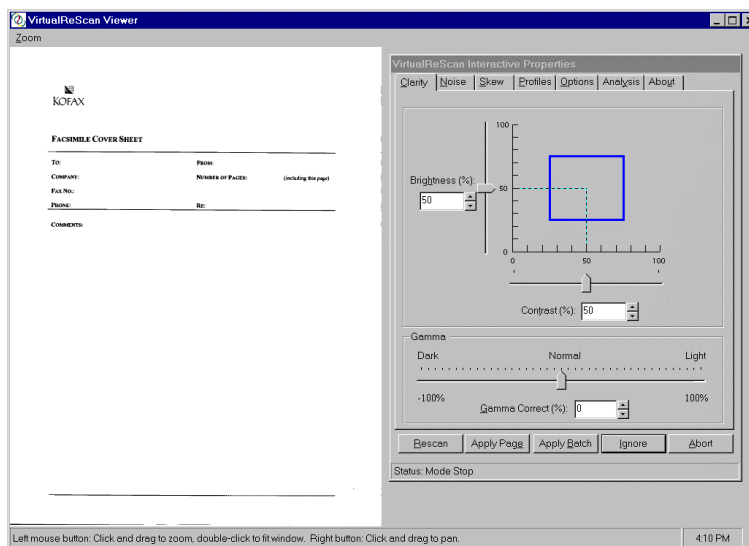 VirtualReScan Viewer
Zoom
KOFAX
FACSIMILE COVER SHEET
TO: FROM:
COMPANY: NUMBER OF PAGES: (including this page)
FAX NO.:
PHONE: RE:
COMMENTS:
VirtualReScan Interactive Properties
Clarity Noise Skew Profiles Options Analysis About
100
Brightness (%): 50
50
0
0 50 100
Contrast (%): 50
Gamma
Dark Normal Light
-100% 100%
Gamma Correct (%): 0
Rescan Apply Page Apply Batch Ignore Abort
Status: Mode Stop
Left mouse button: Click and drag to zoom, double-click to fit window. Right button: Click and drag to pan. 4:10 PM